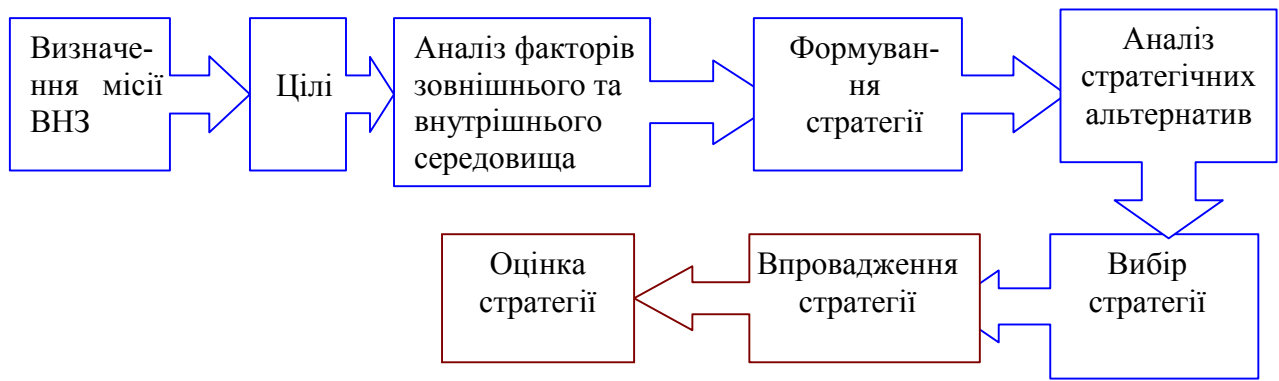 Визначе-
ння місії
ВНЗ
Цілі
Аналіз факторів
зовнішнього та
внутрішнього
середовища
Формуван-
ня
стратегії
Аналіз
стратегічних
альтернатив
Вибір
стратегії
Впровадження
стратегії
Оцінка
стратегії